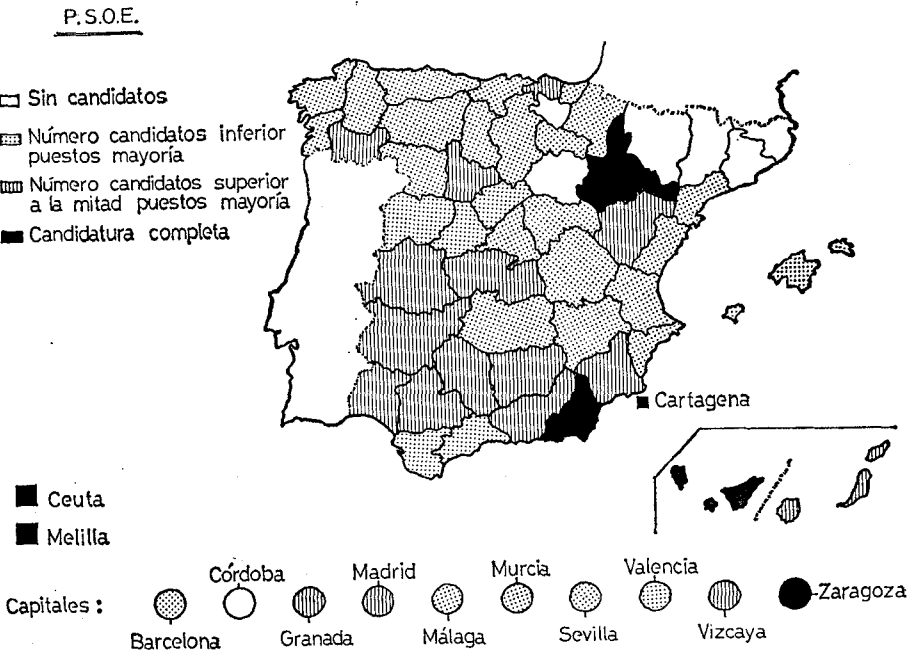 P.S.O.E.
Sin candidatos
Número candidatos inferior
puestos mayoría
Número candidatos superior
a la mitad puestos mayoría
Candidatura completa
Cartagena
Ceuta
Melilla
Capitales :
Barcelona
Córdoba
Granada
Madrid
Málaga
Murcia
Sevilla
Valencia
Vizcaya
Zaragoza